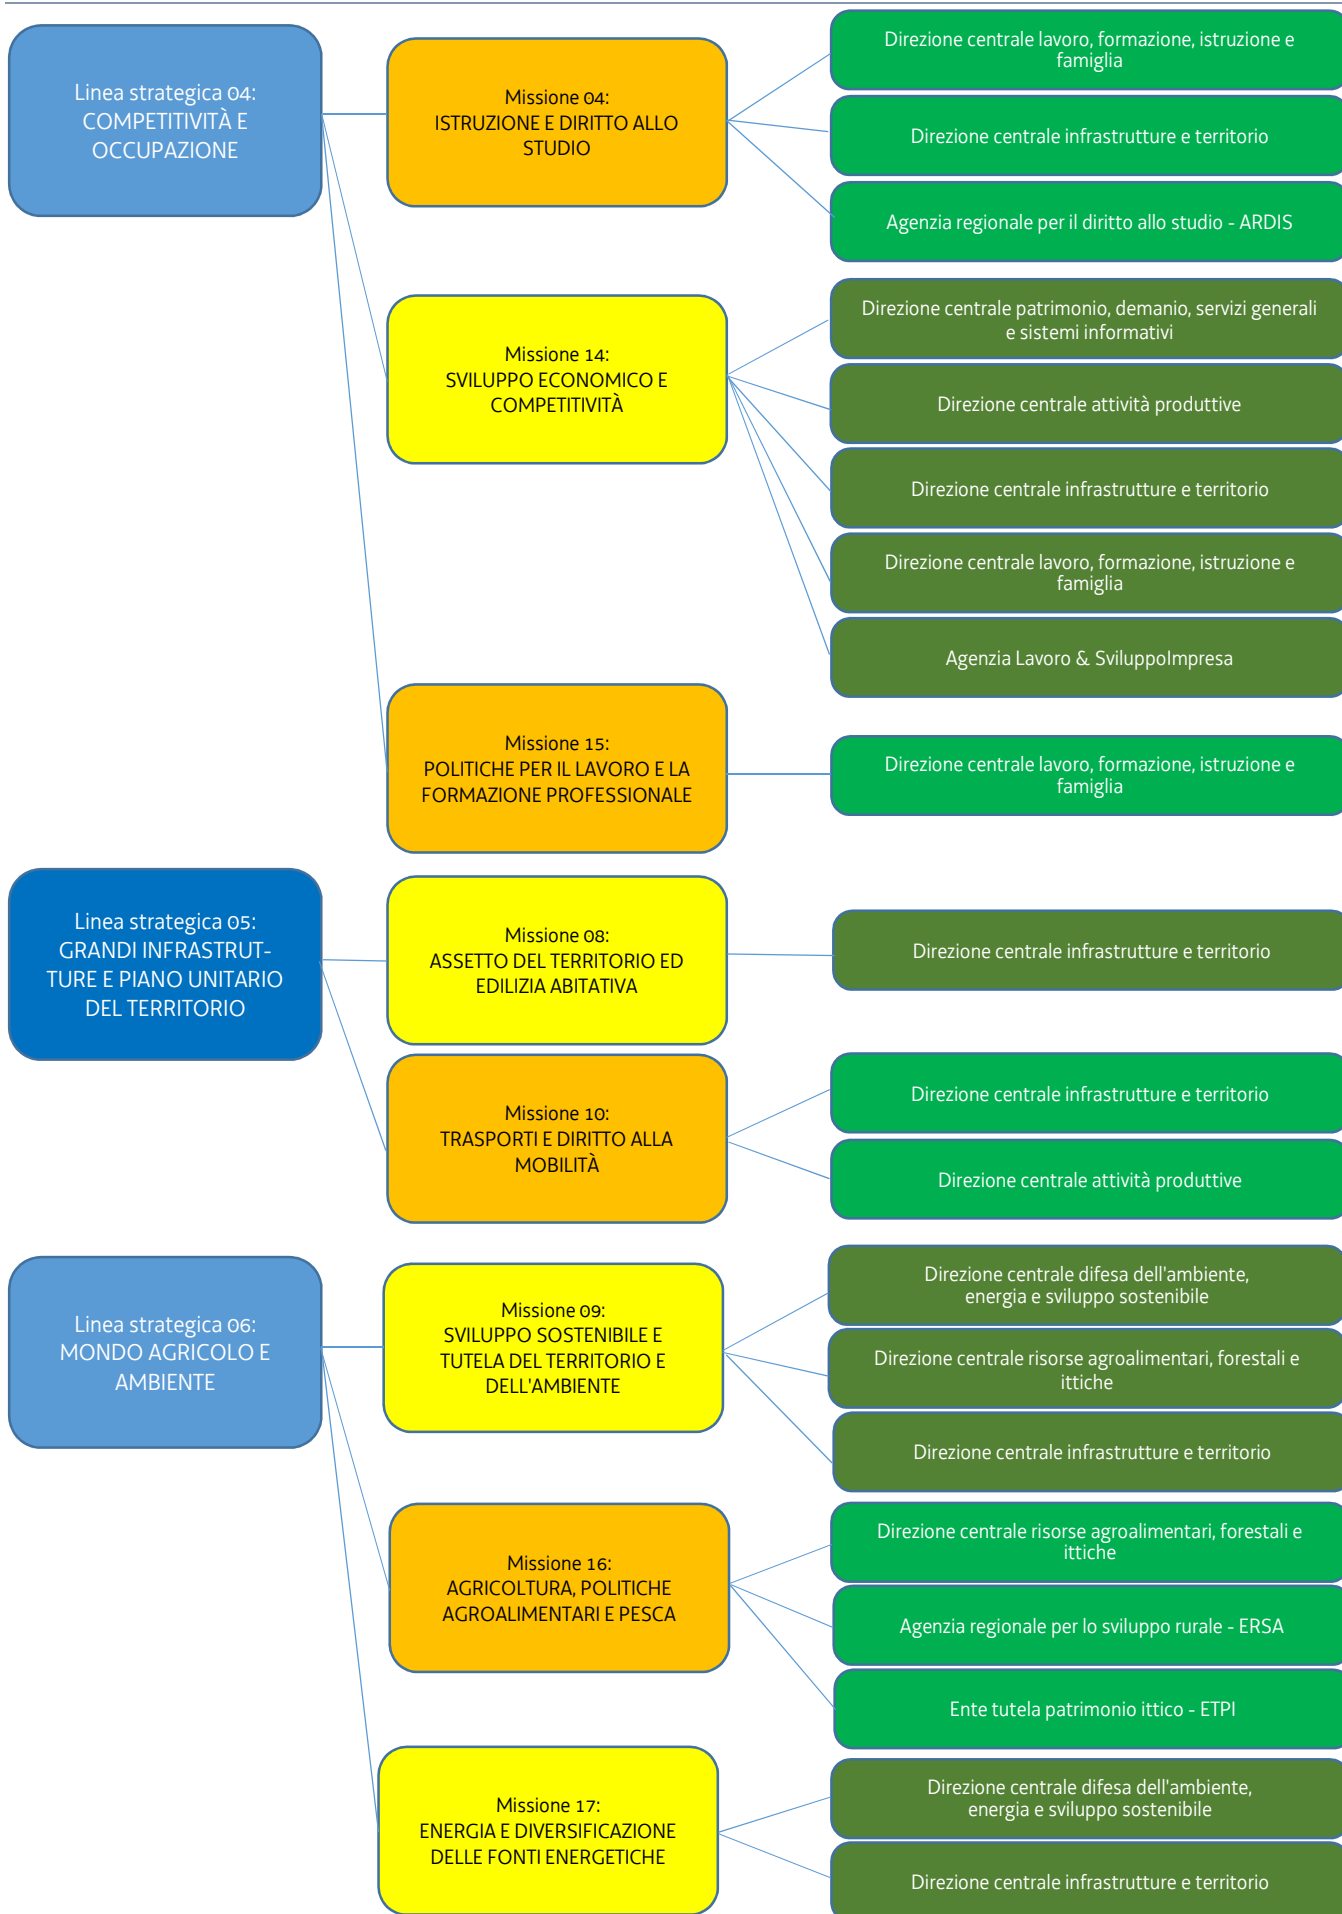 Linea strategica 04:
COMPETITIVITÀ E
OCCUPAZIONE
Missione 04:
ISTRUZIONE E DIRITTO ALLO
STUDIO
Direzione centrale lavoro, formazione, istruzione e
famiglia
Direzione centrale infrastrutture e territorio
Agenzia regionale per il diritto allo studio - ARDIS
Missione 14:
SVILUPPO ECONOMICO E
COMPETITIVITÀ
Direzione centrale patrimonio, demanio, servizi generali
e sistemi informativi
Direzione centrale attività produttive
Direzione centrale infrastrutture e territorio
Direzione centrale lavoro, formazione, istruzione e
famiglia
Agenzia Lavoro & SviluppoImpresa
Missione 15:
POLITICHE PER IL LAVORO E LA
FORMAZIONE PROFESSIONALE
Direzione centrale lavoro, formazione, istruzione e
famiglia
Linea strategica 05:
GRANDI INFRASTRUT-
TURE E PIANO UNITARIO
DEL TERRITORIO
Missione 08:
ASSETTO DEL TERRITORIO ED
EDILIZIA ABITATIVA
Direzione centrale infrastrutture e territorio
Missione 10:
TRASPORTI E DIRITTO ALLA
MOBILITÀ
Direzione centrale infrastrutture e territorio
Direzione centrale attività produttive
Linea strategica 06:
MONDO AGRICOLO E
AMBIENTE
Missione 09:
SVILUPPO SOSTENIBILE E
TUTELA DEL TERRITORIO E
DELL'AMBIENTE
Direzione centrale difesa dell'ambiente,
energia e sviluppo sostenibile
Direzione centrale risorse agroalimentari, forestali e
ittiche
Direzione centrale infrastrutture e territorio
Missione 16:
AGRICOLTURA, POLITICHE
AGROALIMENTARI E PESCA
Direzione centrale risorse agroalimentari, forestali e
ittiche
Agenzia regionale per lo sviluppo rurale - ERSA
Ente tutela patrimonio ittico - ETPI
Missione 17:
ENERGIA E DIVERSIFICAZIONE
DELLE FONTI ENERGETICHE
Direzione centrale difesa dell'ambiente,
energia e sviluppo sostenibile
Direzione centrale infrastrutture e territorio